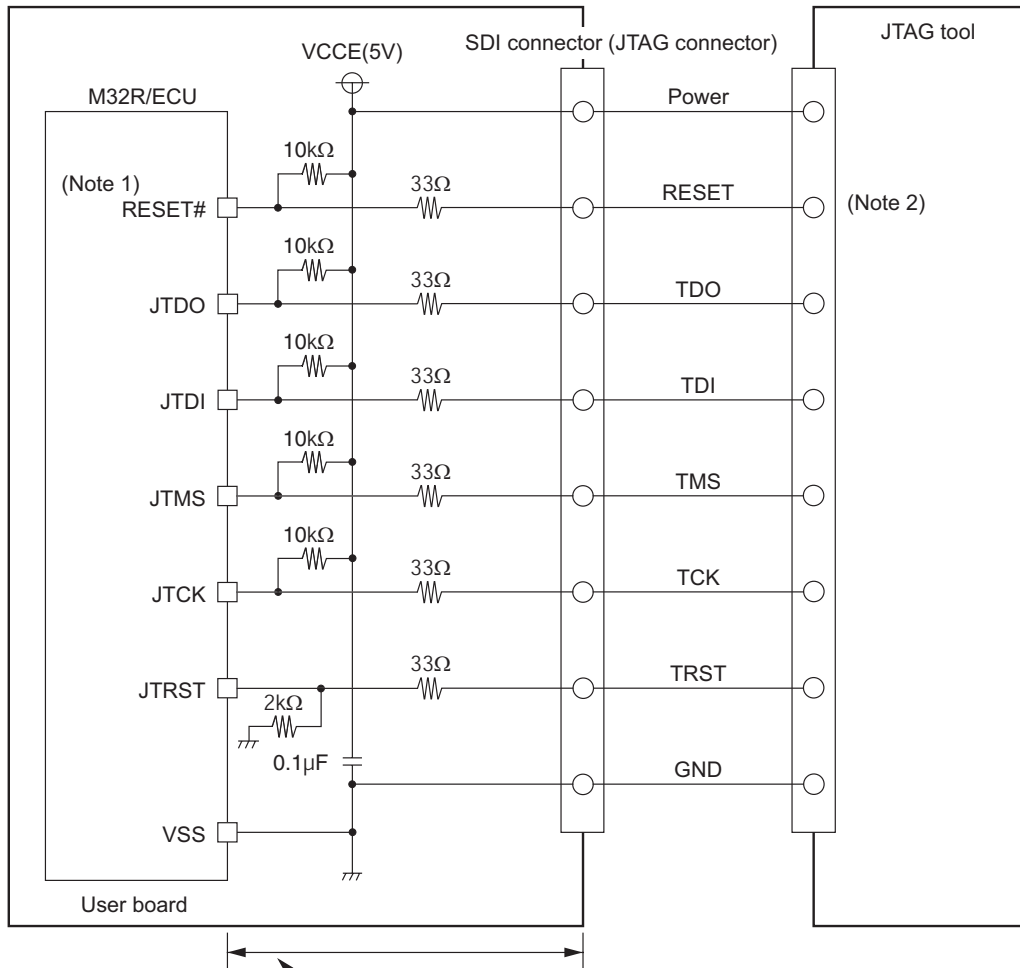 SDI connector (JTAG connector)
JTAG tool
VCCE(5V)
M32R/ECU
Power
10kΩ
(Note 1)
33Ω
RESET
RESET#
(Note 2)
10kΩ
33Ω
TDO
JTDO
10kΩ
33Ω
TDI
JTDI
10kΩ
33Ω
TMS
JTMS
10kΩ
33Ω
TCK
JTCK
33Ω
TRST
JTRST
2kΩ
0.1µF
GND
VSS
User board